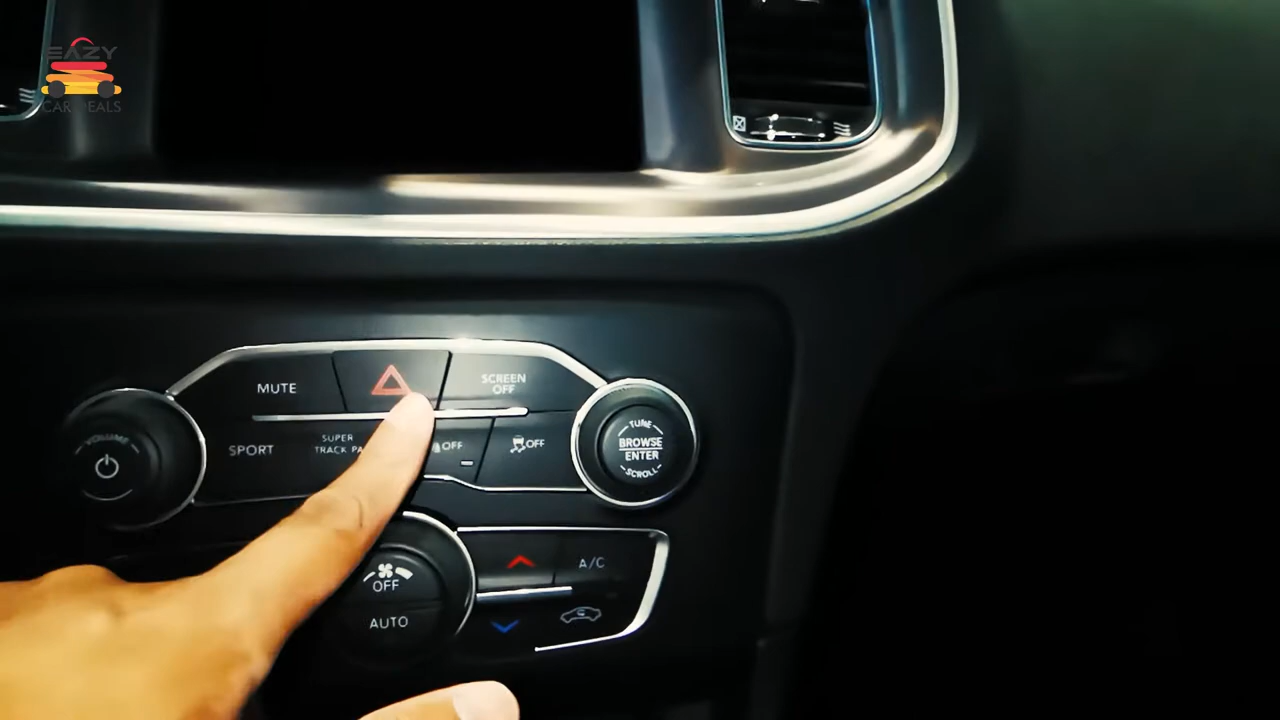 EAZY
CAR DEALS
MUTE
SCREEN
OFF
VOLUME
SPORT
SUPER
TRACK PA
OFF
OFF
TUNE
BROWSE
ENTER
SCROLL
OFF
AUTO
A/C